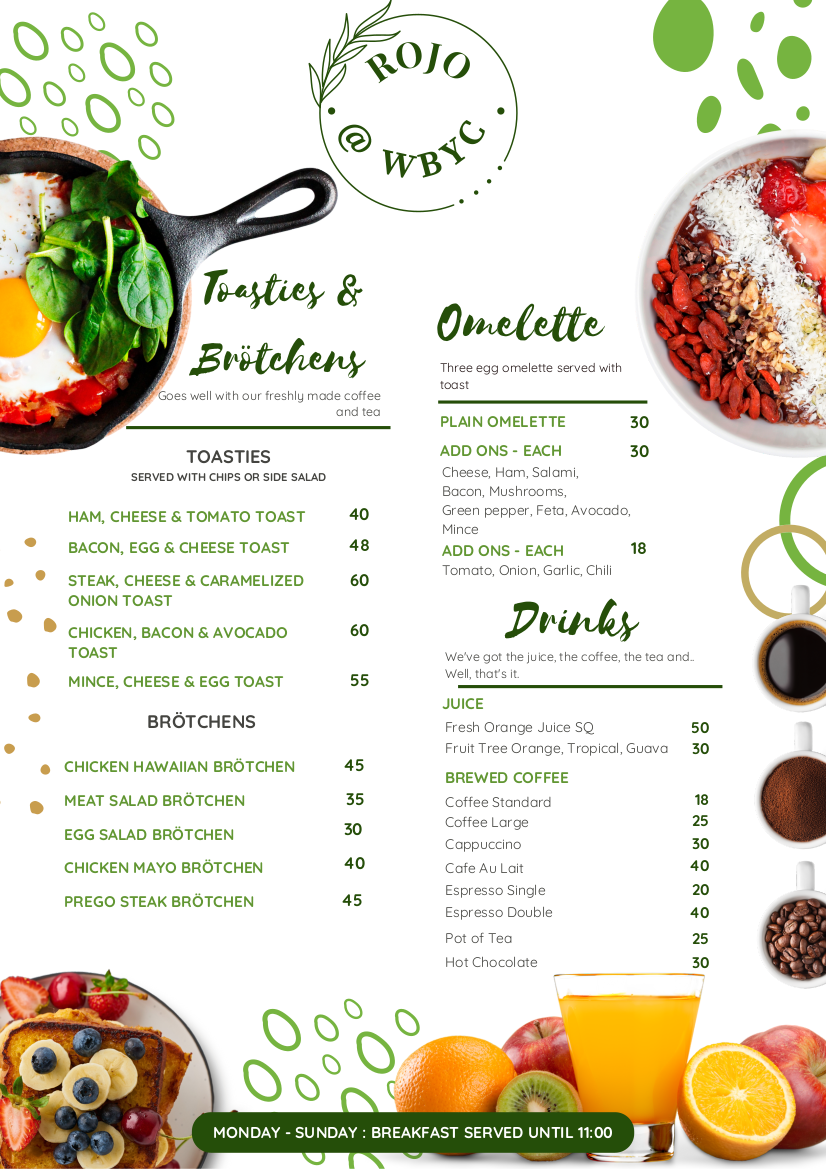 ROJO
@ WBYC
Toasties &
Brötchens
Goes well with our freshly made coffee
and tea
TOASTIES
SERVED WITH CHIPS OR SIDE SALAD
HAM, CHEESE & TOMATO TOAST 40
BACON, EGG & CHEESE TOAST 48
STEAK, CHEESE & CARAMELIZED 60
ONION TOAST
CHICKEN, BACON & AVOCADO 60
TOAST
MINCE, CHEESE & EGG TOAST 55
BRÖTCHENS
CHICKEN HAWAIIAN BRÖTCHEN 45
MEAT SALAD BRÖTCHEN 35
EGG SALAD BRÖTCHEN 30
CHICKEN MAYO BRÖTCHEN 40
PREGO STEAK BRÖTCHEN 45
Omelette
Three egg omelette served with
toast
PLAIN OMELETTE 30
ADD ONS - EACH 30
Cheese, Ham, Salami,
Bacon, Mushrooms,
Green pepper, Feta, Avocado,
Mince
ADD ONS - EACH 18
Tomato, Onion, Garlic, Chili
Drinks
We've got the juice, the coffee, the tea and..
Well, that's it.
JUICE
Fresh Orange Juice SQ 50
Fruit Tree Orange, Tropical, Guava 30
BREWED COFFEE
Coffee Standard 18
Coffee Large 25
Cappuccino 30
Cafe Au Lait 40
Espresso Single 20
Espresso Double 40
Pot of Tea 25
Hot Chocolate 30
MONDAY - SUNDAY : BREAKFAST SERVED UNTIL 11:00